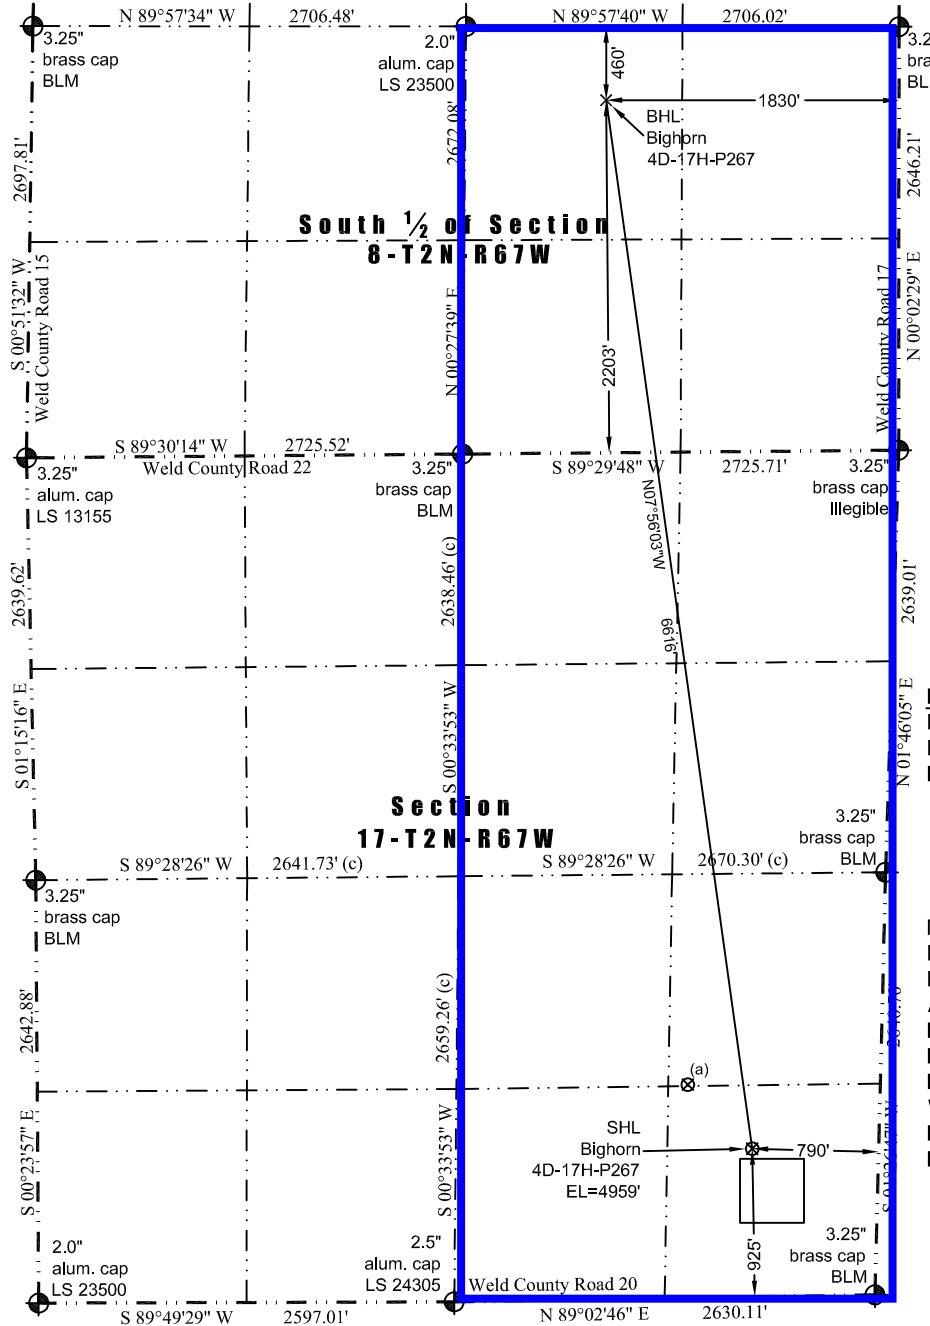 N 89°57'34" W 2706.48' N 89°57'40" W 2706.02'
3.25"
brass cap
BLM
2.0"
alum. cap
LS 23500
3.2
bra
BL
460'
1830'
BHL
Bighorn
4D-17H-P267
2697.81'
2672.08'
2646.21'
South ½ of Section
8-T2N-R67W
S 00°51'32" W
Weld County Road 15
N 00°27'39" E
2203'
Weld County Road 17
N 00°02'29" E
S 89°30'14" W 2725.52'
Weld County Road 22
S 89°29'48" W 2725.71'
3.25"
alum. cap
LS 13155
3.25"
brass cap
BLM
3.25"
brass cap
Illegible
N07°56'03"W
6616'
2639.62'
2638.46' (c)
2639.01'
S 01°15'16" E
S 00°33'53" W
N 01°46'05" E
Section
17-T2N-R67W
3.25"
brass cap
BLM
S 89°28'26" W 2641.73' (c) S 89°28'26" W 2670.30' (c)
3.25"
brass cap
BLM
2642.88'
2659.26' (c)
(a)
SHL
Bighorn
4D-17H-P267
EL=4959'
790'
925'
S 00°23'57" E
S 00°33'53" W
2.0"
alum. cap
LS 23500
2.5"
alum. cap
LS 24305
3.25"
brass cap
BLM
Weld County Road 20
S 89°49'29" W 2597.01' N 89°02'46" E 2630.11'